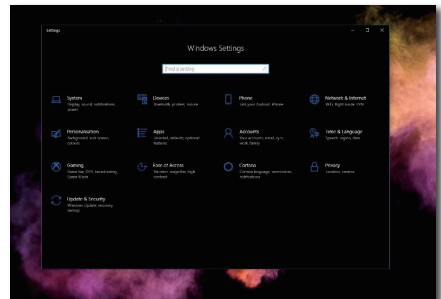 Settings
Windows Settings
Find a setting
System
Display, sound, notifications,
power
Devices
Bluetooth, printers, mouse
Phone
Link your Android, iPhone
Network & Internet
Wi-Fi, flight mode, VPN
Personalisation
Background, lock screen,
colours
Apps
Uninstall, defaults, optional
features
Accounts
Your accounts, email, sync,
work, family
Time & Language
Speech, region, date
Gaming
Game bar, DVR, broadcasting,
Game Mode
Ease of Access
Narrator, magnifier, high
contrast
Cortana
Cortana language, permissions,
notifications
Privacy
Location, camera
Update & Security
Windows Update, recovery,
backup